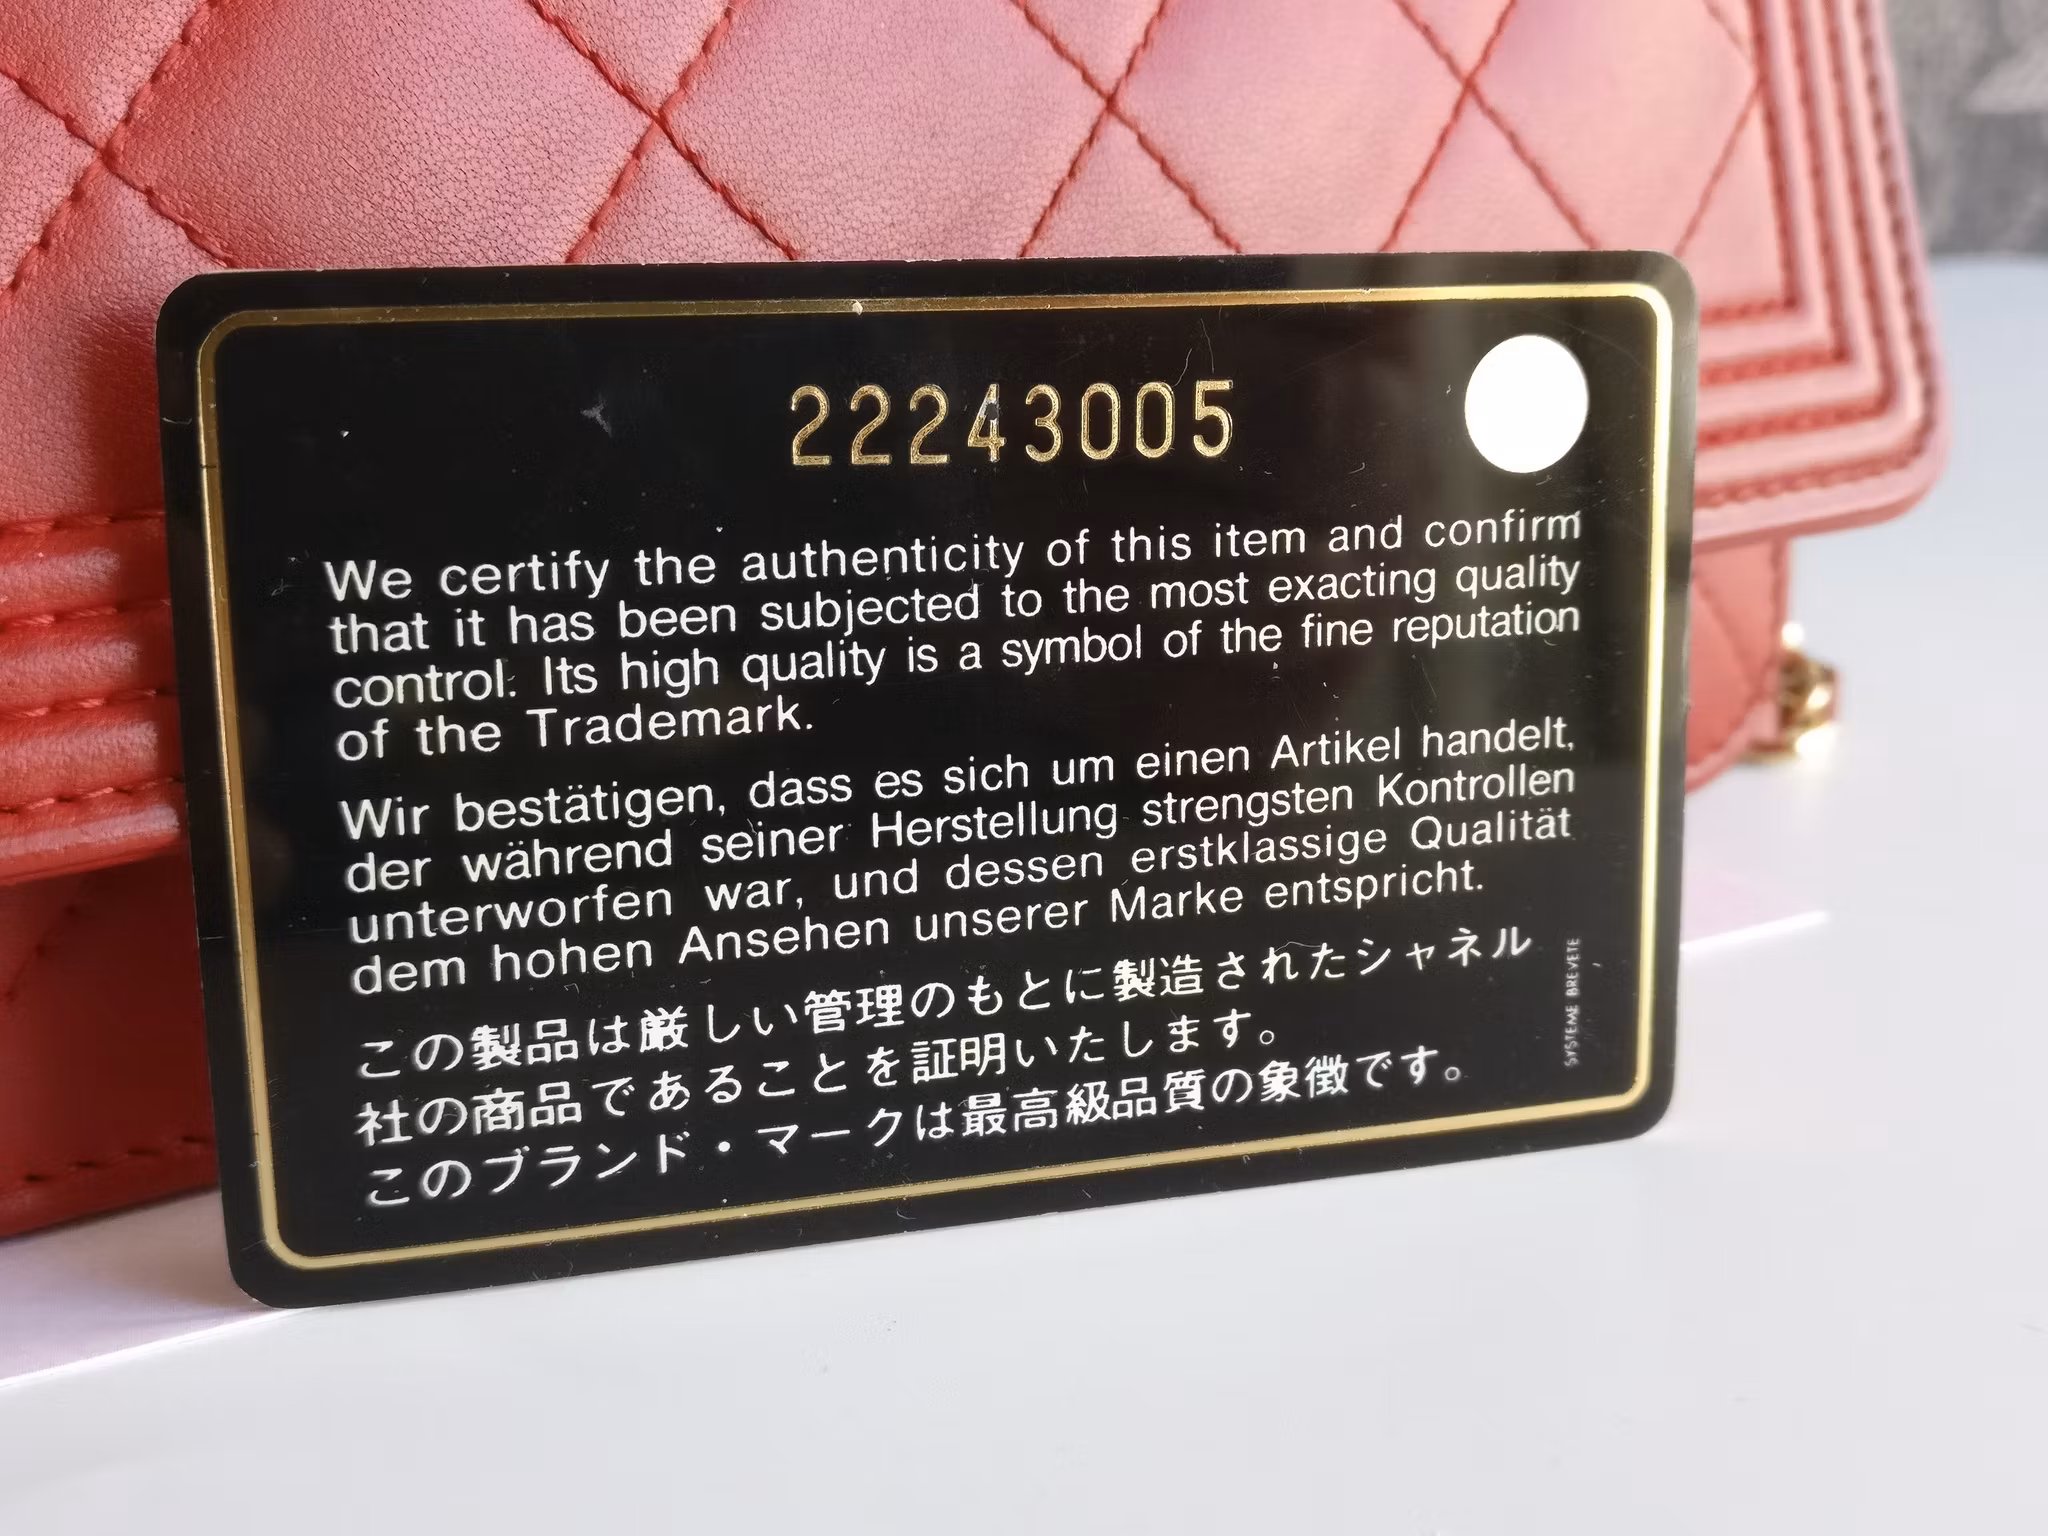 22243005
We certify the authenticity of this item and confirm
that it has been subjected to the most exacting quality
control. Its high quality is a symbol of the fine reputation
of the Trademark.
Wir bestätigen, dass es sich um einen Artikel handelt,
der während seiner Herstellung strengsten Kontrollen
unterworfen war, und dessen erstklassige Qualität
dem hohen Ansehen unserer Marke entspricht.
この製品は厳しい管理のもとに製造されたシャネル
社の商品であることを証明いたします。
このブランド・マークは最高級品質の象徴です。
SYSTEME BREVETE